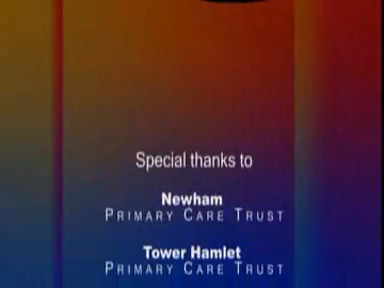 Special thanks to
Newham
PRIMARY CARE TRUST
Tower Hamlet
PRIMARY CARE TRUST